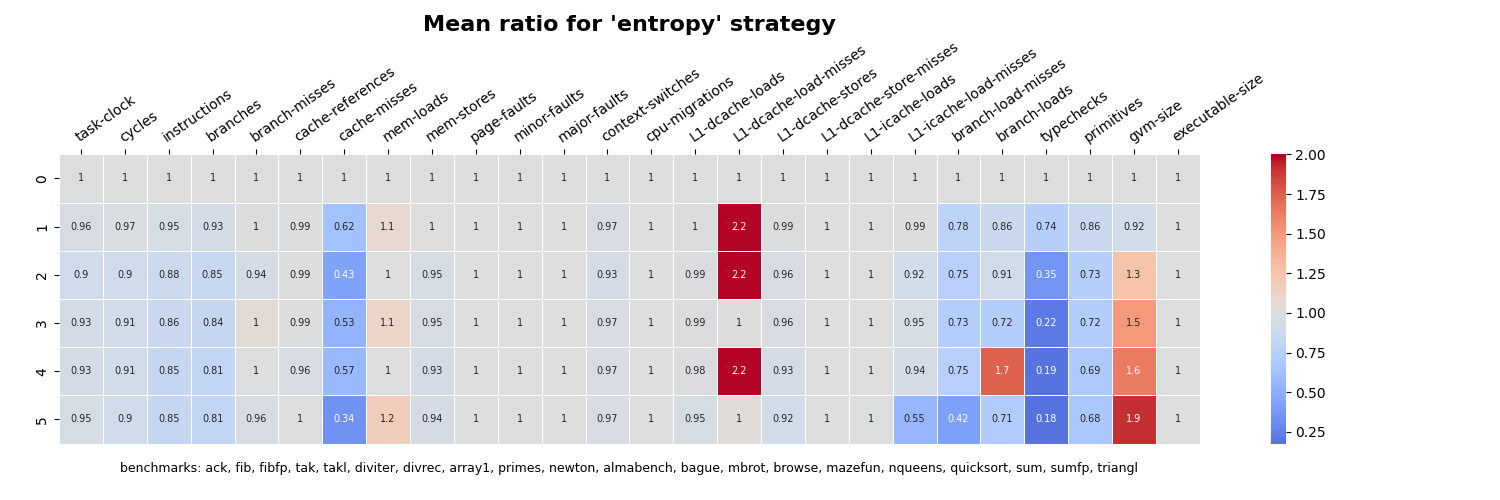 Mean ratio for 'entropy' strategy
task-clock cycles instructions branches branch-misses cache-references cache-misses mem-loads mem-stores page-faults minor-faults major-faults context-switches cpu-migrations L1-dcache-loads L1-dcache-load-misses L1-dcache-stores L1-dcache-store-misses L1-icache-loads L1-icache-load-misses branch-load-misses branch-loads typechecks primitives gvm-size executable-size
0 1 1 1 1 1 1 1 1 1 1 1 1 1 1 1 1 1 1 1 1 1 1 1 1 1 1
1 0.96 0.97 0.95 0.93 1 0.99 0.62 1.1 1 1 1 1 0.97 1 1 2.2 0.99 1 1 0.99 0.78 0.86 0.74 0.86 0.92 1
2 0.9 0.9 0.88 0.85 0.94 0.99 0.43 1 0.95 1 1 1 0.93 1 0.99 2.2 0.96 1 1 0.92 0.75 0.91 0.35 0.73 1.3 1
3 0.93 0.91 0.86 0.84 1 0.99 0.53 1.1 0.95 1 1 1 0.97 1 0.99 1 0.96 1 1 0.95 0.73 0.72 0.22 0.72 1.5 1
4 0.93 0.91 0.85 0.81 1 0.96 0.57 1 0.93 1 1 1 0.97 1 0.98 2.2 0.93 1 1 0.94 0.75 1.7 0.19 0.69 1.6 1
5 0.95 0.9 0.85 0.81 0.96 1 0.34 1.2 0.94 1 1 1 0.97 1 0.95 1 0.92 1 1 0.55 0.42 0.71 0.18 0.68 1.9 1
2.00
1.75
1.50
1.25
1.00
0.75
0.50
0.25
benchmarks: ack, fib, fibfp, tak, takl, diviter, divrec, array1, primes, newton, almabench, bague, mbrot, browse, mazefun, nqueens, quicksort, sum, sumfp, triangl